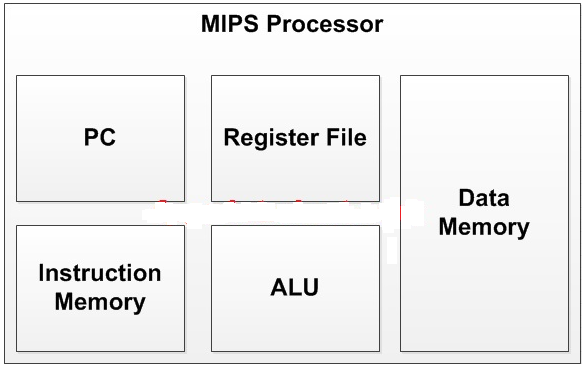 MIPS Processor
PC
Register File
Data
Memory
Instruction
Memory
ALU